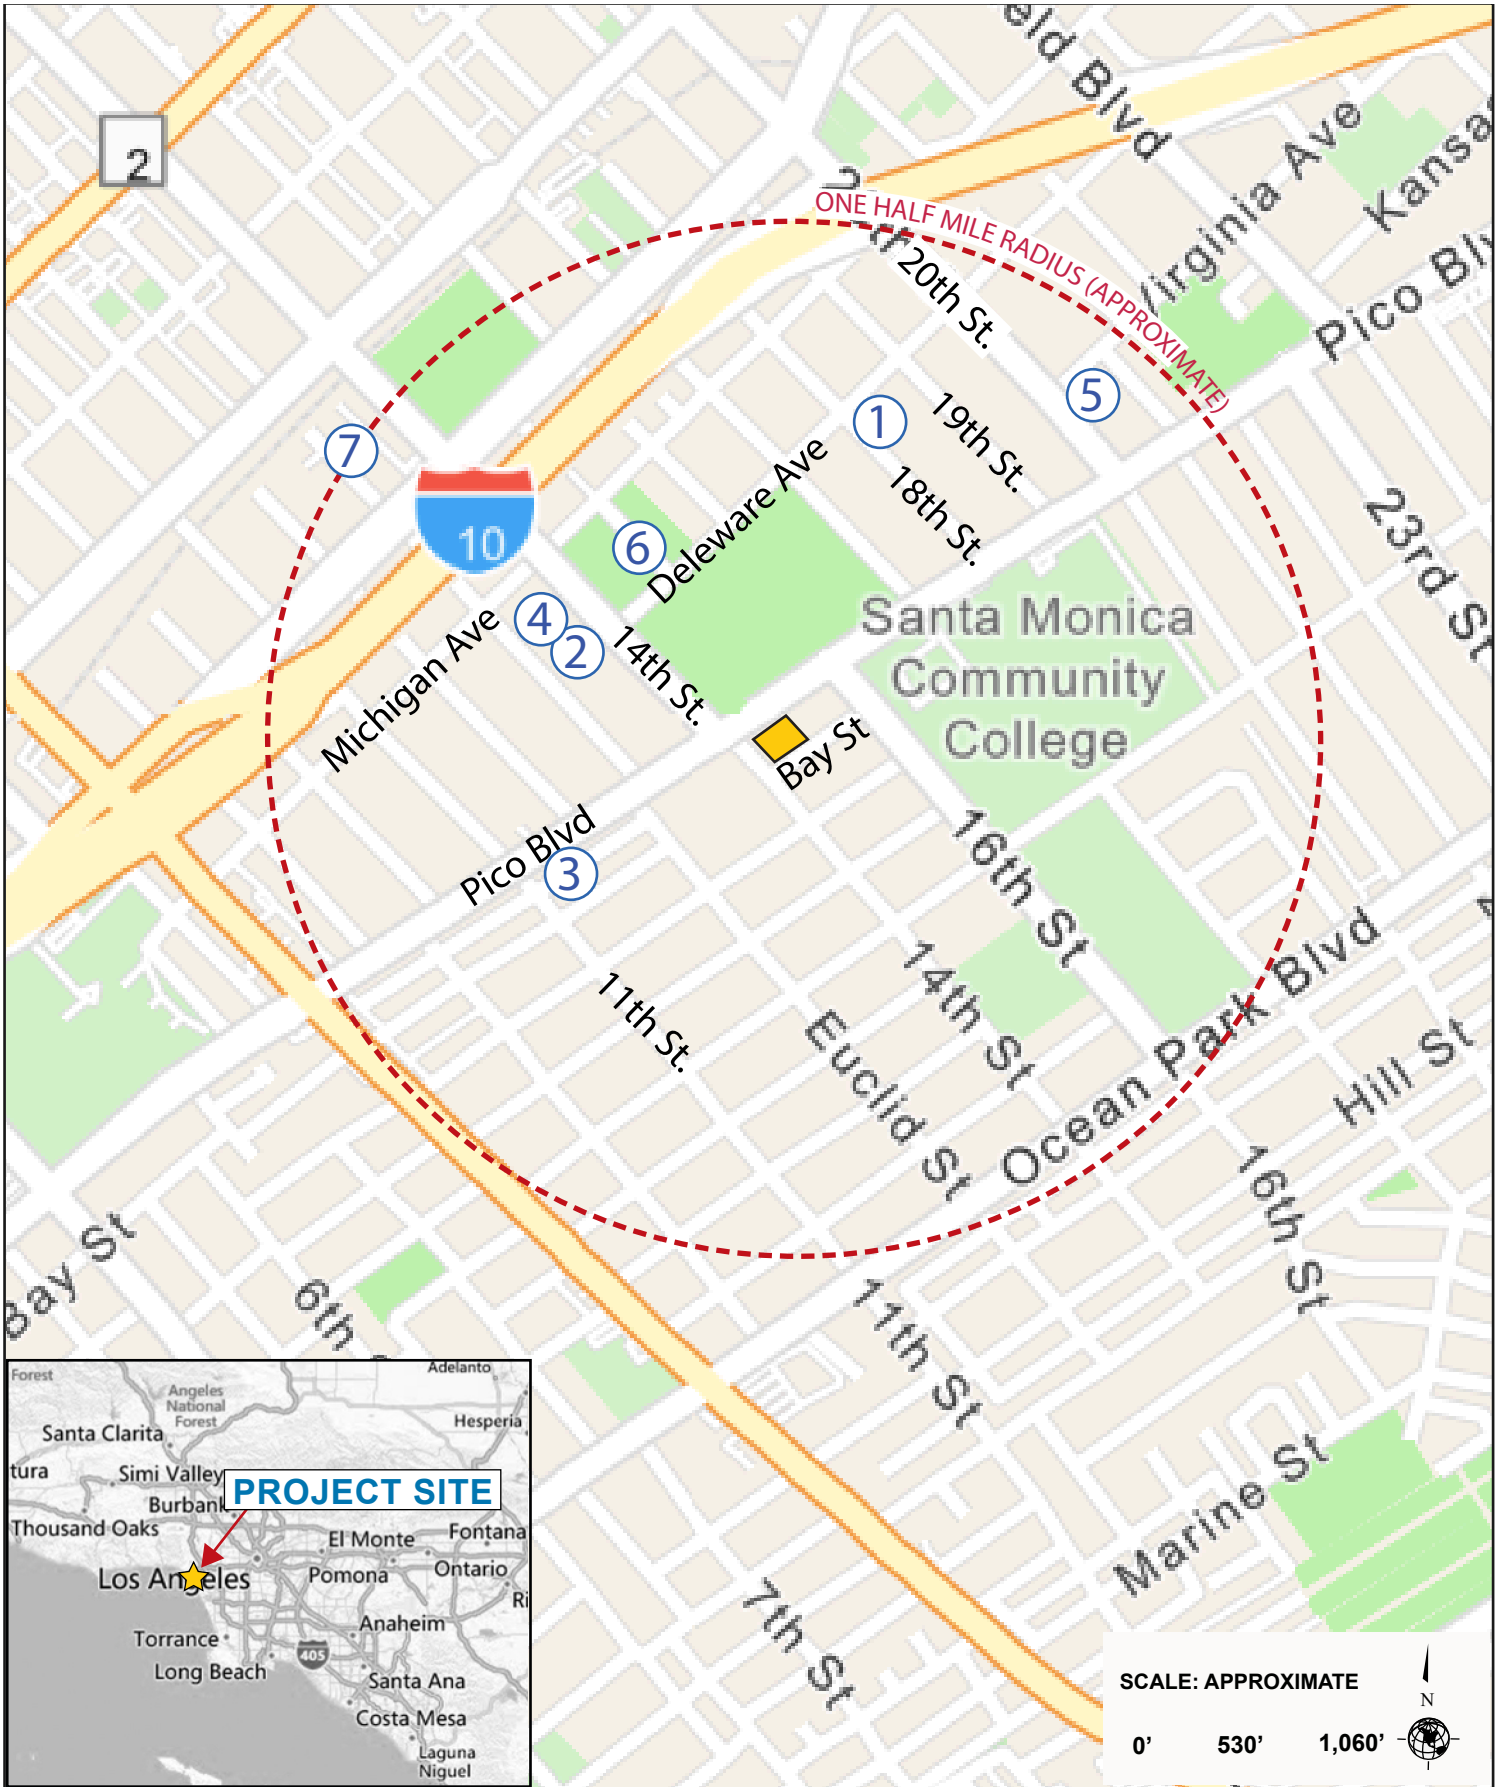 2
eld Blvd
Virginia Ave
Kansa
Pico Bl
ONE HALF MILE RADIUS (APPROXIMATE)
20th St.
19th St.
18th St.
5
1
7
10
6
Deleware Ave
4
2
14th St.
Michigan Ave
Santa Monica
Community
College
23rd St
Bay St
Pico Blvd
3
16th St
11th St.
14th St
Euclid St
Ocean Park Blvd
Hill St
16th St
Bay St
6th
11th St
Marine St
7th St
Forest
Angeles
National
Forest
Adelanto
Santa Clarita
Hesperia
tura
Simi Valley
PROJECT SITE
Burbank
Thousand Oaks
El Monte
Fontana
Los Angeles
Pomona
Ontario
Ri
Anaheim
Torrance
405
Long Beach
Santa Ana
Costa Mesa
Laguna
Niguel
SCALE: APPROXIMATE
N
0' 530' 1,060'